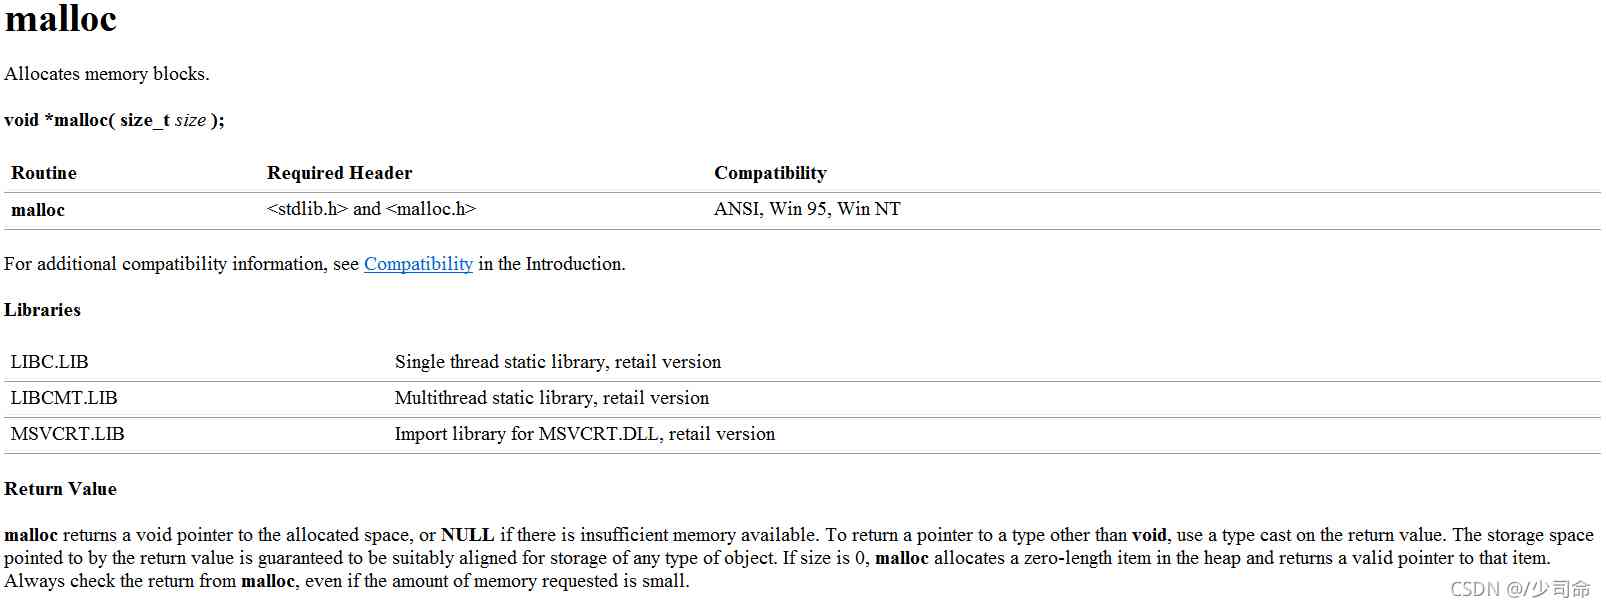 malloc
Allocates memory blocks.
void *malloc( size_t size );
Routine Required Header Compatibility
malloc <stdlib.h> and <malloc.h> ANSI, Win 95, Win NT
For additional compatibility information, see Compatibility in the Introduction.
Libraries
LIBC.LIB Single thread static library, retail version
LIBCMT.LIB Multithread static library, retail version
MSVCRT.LIB Import library for MSVCRT.DLL, retail version
Return Value
malloc returns a void pointer to the allocated space, or NULL if there is insufficient memory available. To return a pointer to a type other than void, use a type cast on the return value. The storage space
pointed to by the return value is guaranteed to be suitably aligned for storage of any type of object. If size is 0, malloc allocates a zero-length item in the heap and returns a valid pointer to that item.
Always check the return from malloc, even if the amount of memory requested is small.
CSDN @/少司命